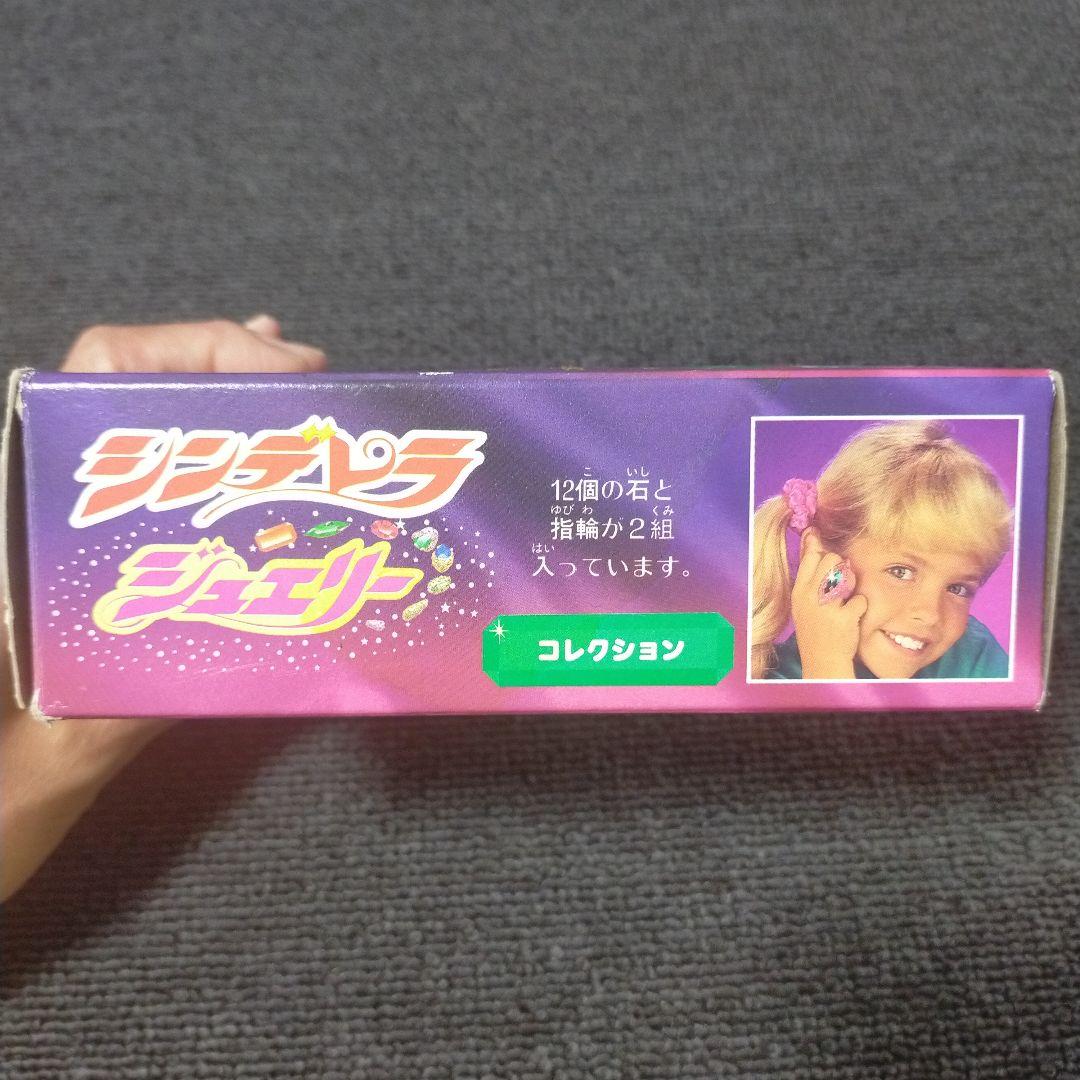 シンデレラ
ジュエリー
12個の石と
指輪が2組
入っています。
コレクション